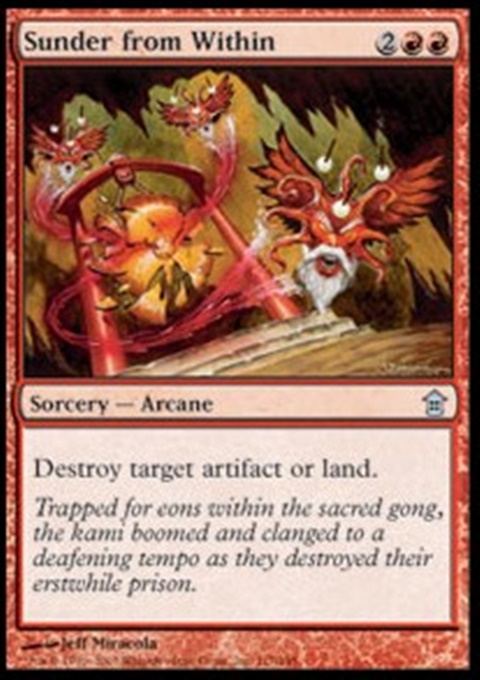 Sunder from Within
2
Sorcery — Arcane
Destroy target artifact or land.
Trapped for eons within the sacred gong,
the kami boomed and clanged to a
deafening tempo as they destroyed their
erstwhile prison.
Jeff Miracola